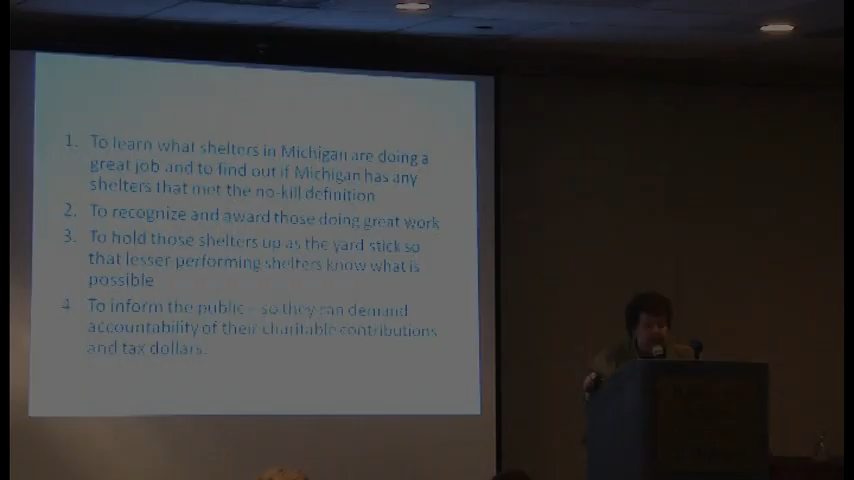 1. To learn what shelters in Michigan are doing a
great job and to find out if Michigan has any
shelters that met the no-kill definition
2. To recognize and award those doing great work
3. To hold those shelters up as the yard stick so
that lesser performing shelters know what is
possible
4 To inform the public - so they can demand
accountability of their charitable contributions
and tax dollars.